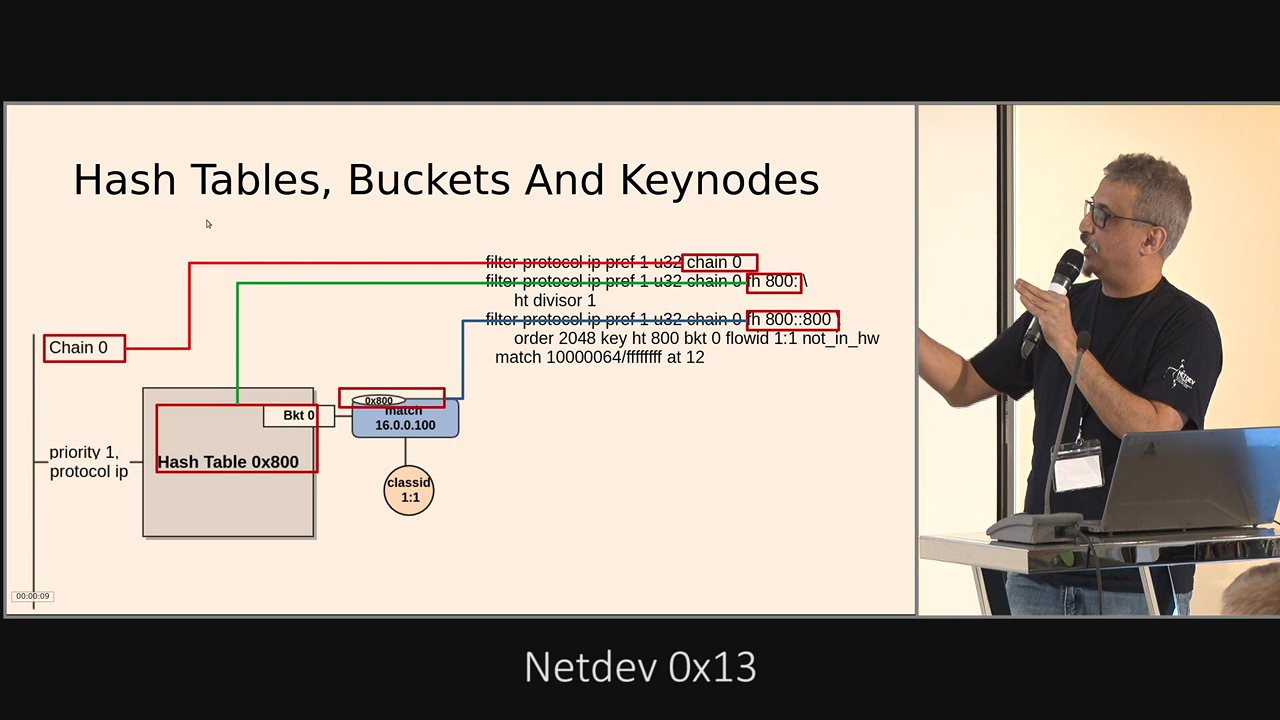 Hash Tables, Buckets And Keynodes
filter protocol ip pref 1 u32 chain 0
filter protocol ip pref 1 u32 chain 0 fh 800: \
ht divisor 1
filter protocol ip pref 1 u32 chain 0 fh 800::800 \
order 2048 key ht 800 bkt 0 flowid 1:1 not_in_hw
match 10000064/ffffffff at 12
Chain 0
0x800
Bkt 0
match
16.0.0.100
priority 1,
protocol ip
Hash Table 0x800
classid
1:1
00:00:09
NETDEV
Netdev 0x13